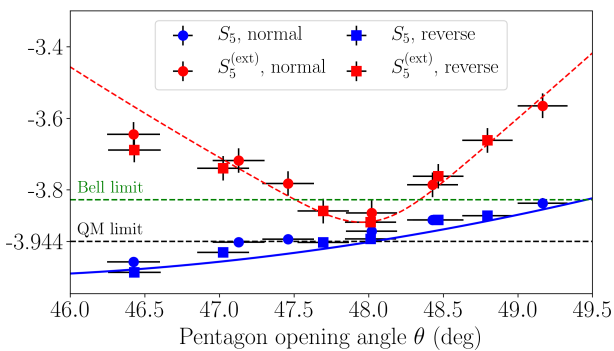 S₅, normal
S₅, reverse
S₅⁽ᵉˣᵗ⁾, normal
S₅⁽ᵉˣᵗ⁾, reverse
-3.4
-3.6
-3.8
Bell limit
QM limit
-3.944
46.0 46.5 47.0 47.5 48.0 48.5 49.0 49.5
Pentagon opening angle θ (deg)